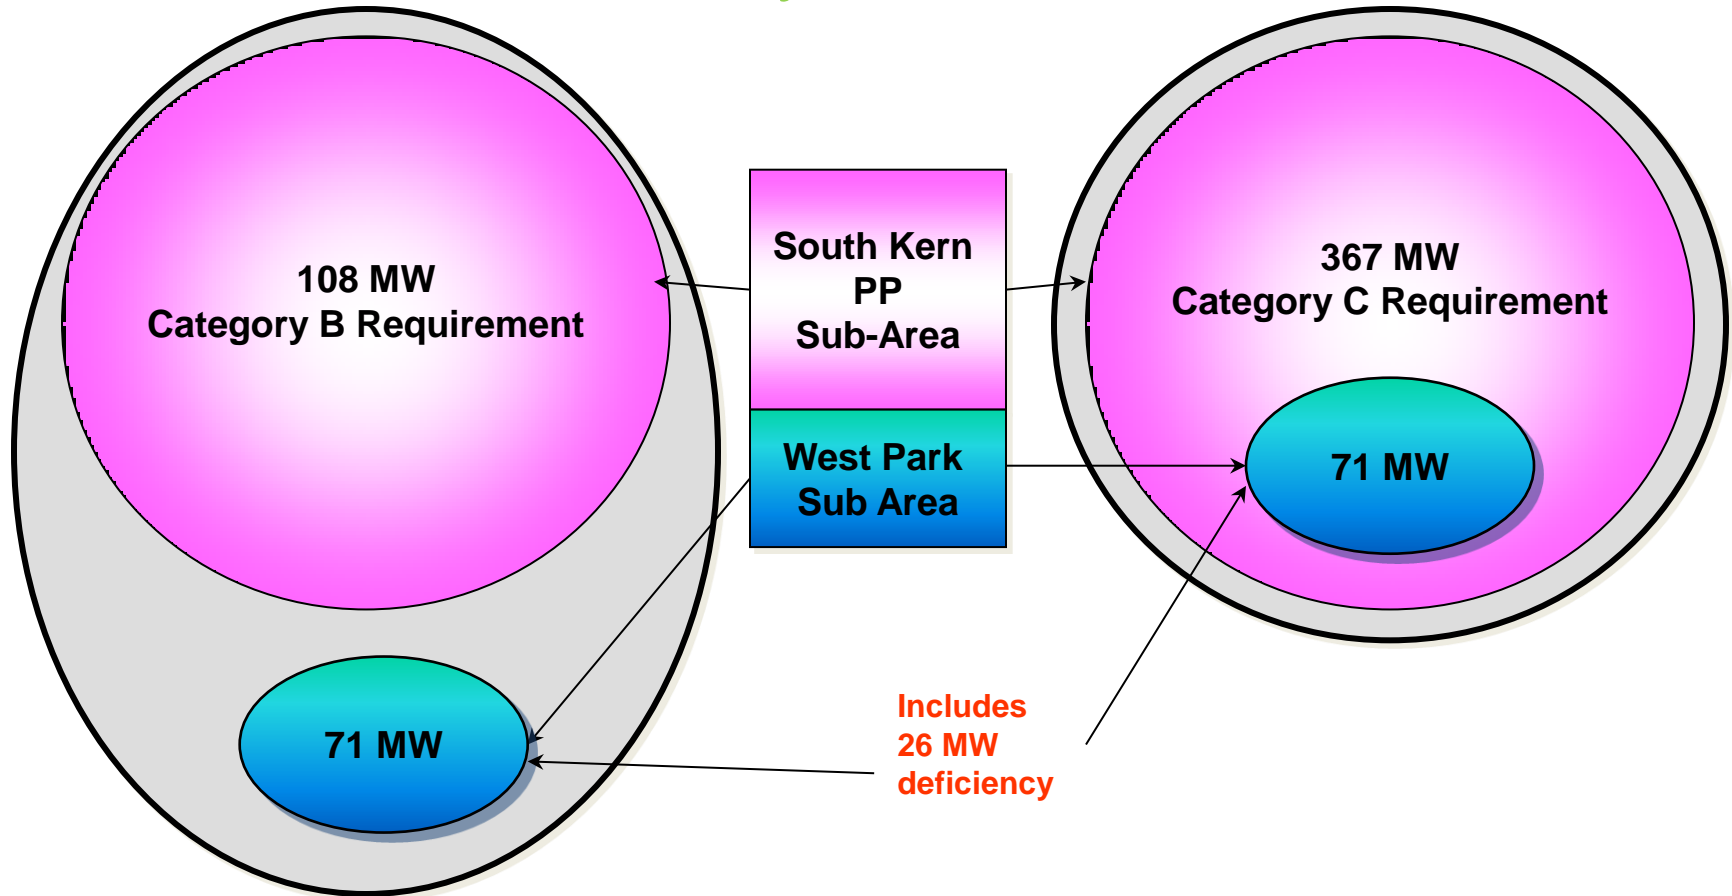 108 MW
Category B Requirement
South Kern
PP
Sub-Area
West Park
Sub Area
367 MW
Category C Requirement
71 MW
71 MW
Includes
26 MW
deficiency